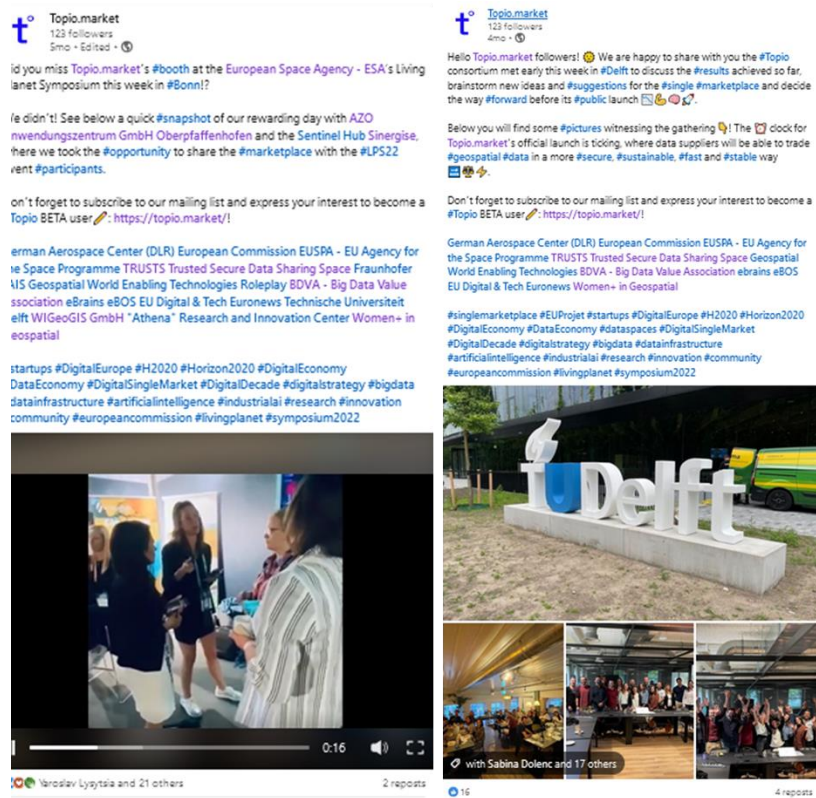 Topio.market
123 followers
5mo • Edited •
id you miss Topio.market's #booth at the European Space Agency - ESA's Living
lanet Symposium this week in #Bonn!?
e didn't! See below a quick #snapshot of our rewarding day with AZO
nwendungszentrum GmbH Oberpfaffenhofen and the Sentinel Hub Sinergise,
here we took the #opportunity to share the #marketplace with the #LPS22
vent #participants.
on't forget to subscribe to our mailing list and express your interest to become a
Topio BETA user🖊: https://topio.market/!
erman Aerospace Center (DLR) European Commission EUSPA - EU Agency for
he Space Programme TRUSTS Trusted Secure Data Sharing Space Fraunhofer
AIS Geospatial World Enabling Technologies Roleplay BDVA - Big Data Value
ssociation eBrains eBOS EU Digital & Tech Euronews Technische Universiteit
elft WIGeoGIS GmbH "Athena" Research and Innovation Center Women+ in
eospatial
startups #DigitalEurope #H2020 #Horizon2020 #DigitalEconomy
DataEconomy #DigitalSingleMarket #DigitalDecade #digitalstrategy #bigdata
datainfrastructure #artificialintelligence #industrialai #research #innovation
community #europeancommission #livingplanet #symposium2022
0:16
Yaroslav Lysytsia and 21 others
2 reposts
Topio.market
123 followers
4mo •
Hello Topio.market followers! 🌞 We are happy to share with you the #Topio
consortium met early this week in #Delft to discuss the #results achieved so far,
brainstorm new ideas and #suggestions for the #single #marketplace and decide
the way #forward before its #public launch 📉💪🧠🚀.
Below you will find some #pictures witnessing the gathering 👇! The ⏰ clock for
Topio.market's official launch is ticking, where data suppliers will be able to trade
#geospatial #data in a more #secure, #sustainable, #fast and #stable way
Don't forget to subscribe to our mailing list and express your interest to become a
#Topio BETA user🖊: https://topio.market/!
German Aerospace Center (DLR) European Commission EUSPA - EU Agency for
the Space Programme TRUSTS Trusted Secure Data Sharing Space Geospatial
World Enabling Technologies BDVA - Big Data Value Association ebrains eBOS
EU Digital & Tech Euronews Women+ in Geospatial
#singlemarketplace #EUProjet #startups #DigitalEurope #H2020 #Horizon2020
#DigitalEconomy #DataEconomy #dataspaces #DigitalSingleMarket
#DigitalDecade #digitalstrategy #bigdata #datainfrastructure
#artificialintelligence #industrialai #research #innovation #community
#europeancommission #livingplanet #symposium2022
TUDelft
with Sabina Dolenc and 17 others
16
4 reposts